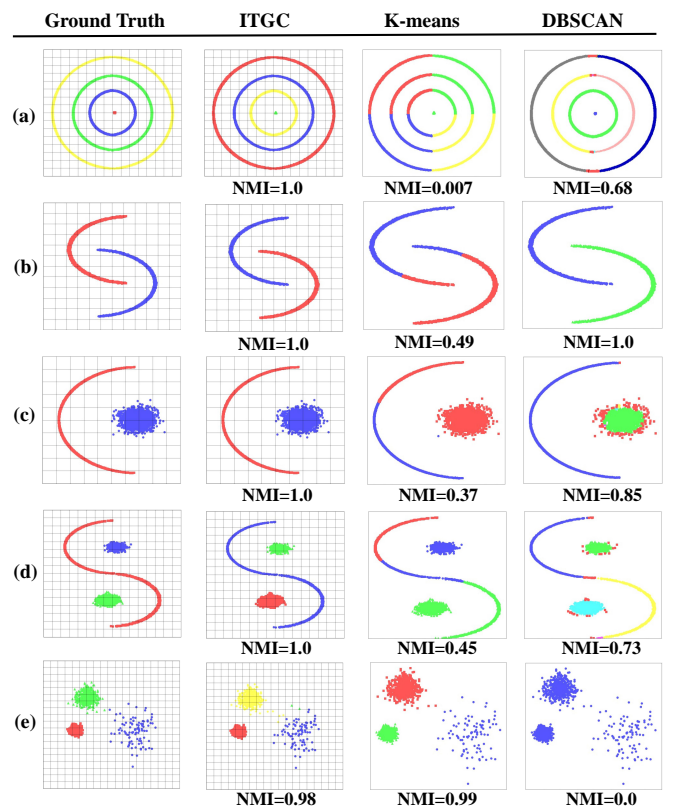 Ground Truth ITGC K-means DBSCAN
(a)
NMI=1.0 NMI=0.007 NMI=0.68
(b)
NMI=1.0 NMI=0.49 NMI=1.0
(c)
NMI=1.0 NMI=0.37 NMI=0.85
(d)
NMI=1.0 NMI=0.45 NMI=0.73
(e)
NMI=0.98 NMI=0.99 NMI=0.0